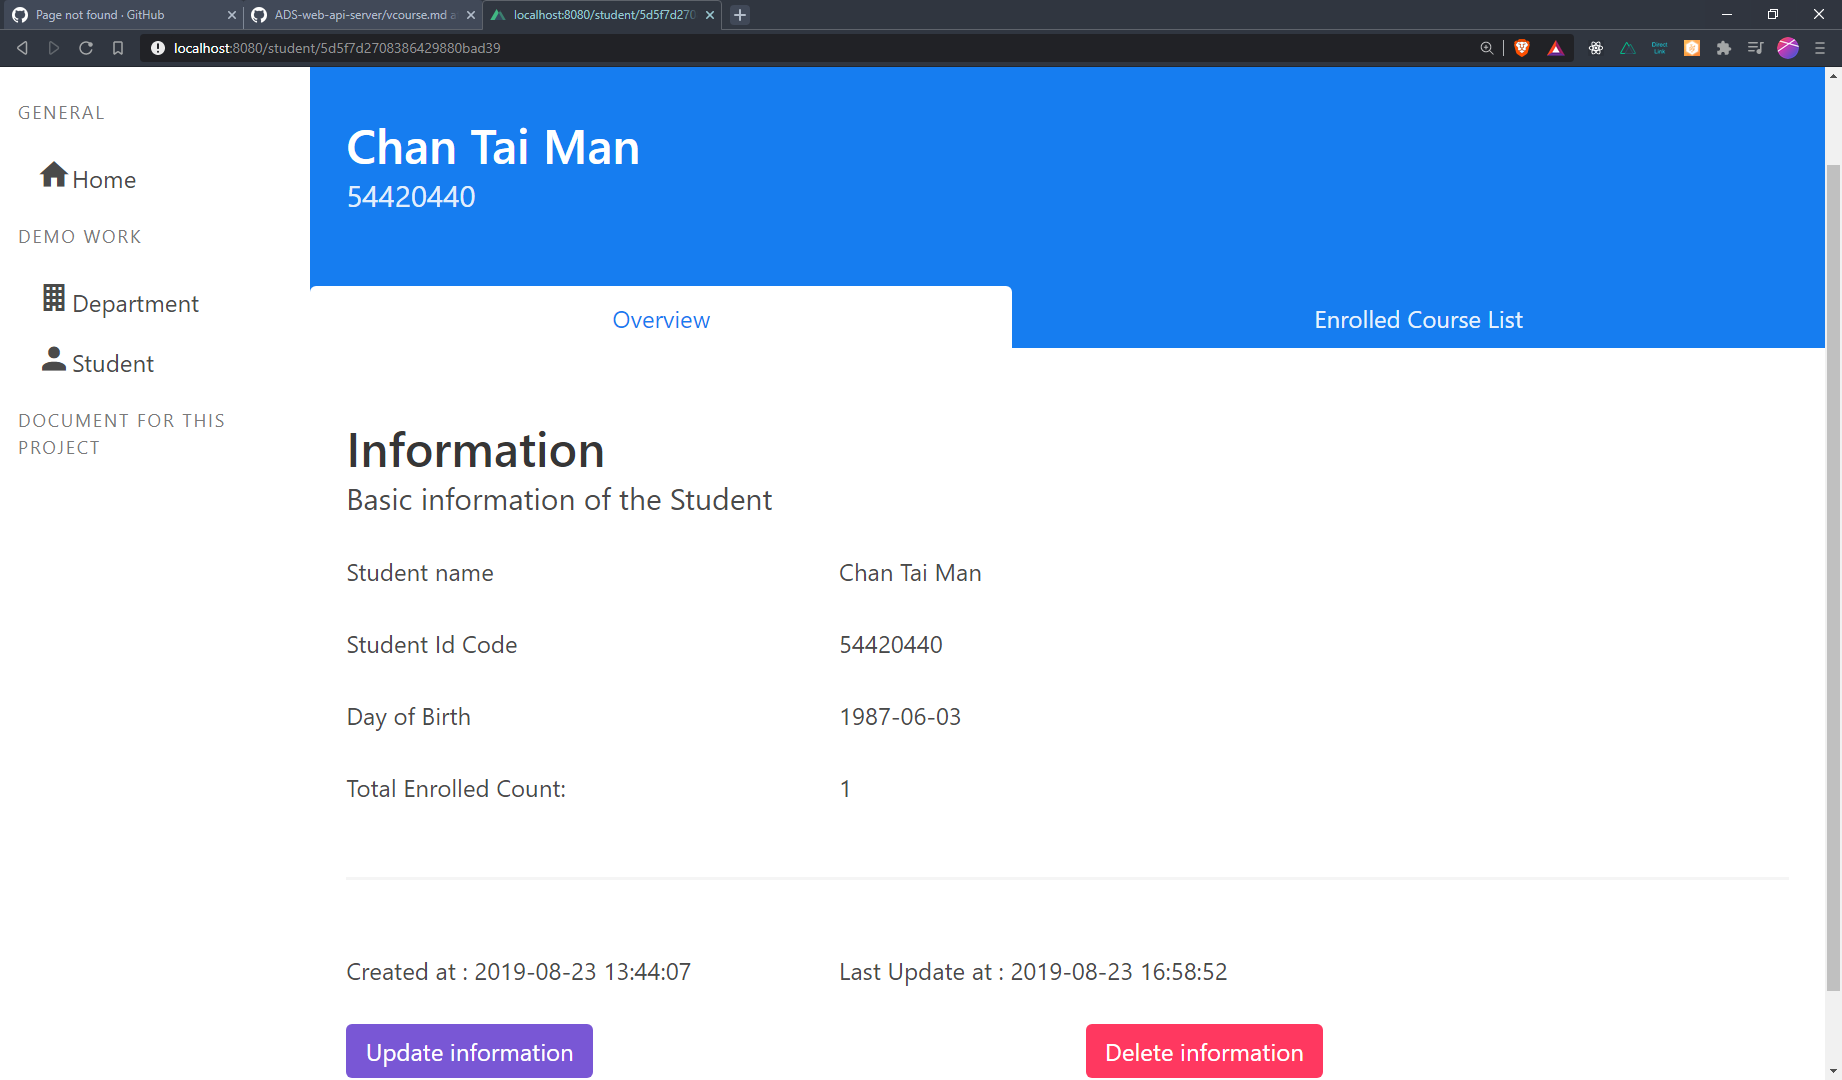 Page not found · GitHub
ADS-web-api-server/vcourse.md a
localhost:8080/student/5d5f7d270
localhost:8080/student/5d5f7d2708386429880bad39
Direct Link
GENERAL
Home
DEMO WORK
Department
Student
DOCUMENT FOR THIS
PROJECT
Chan Tai Man
54420440
Overview
Enrolled Course List
Information
Basic information of the Student
Student name
Chan Tai Man
Student Id Code
54420440
Day of Birth
1987-06-03
Total Enrolled Count:
1
Created at : 2019-08-23 13:44:07
Last Update at : 2019-08-23 16:58:52
Update information
Delete information